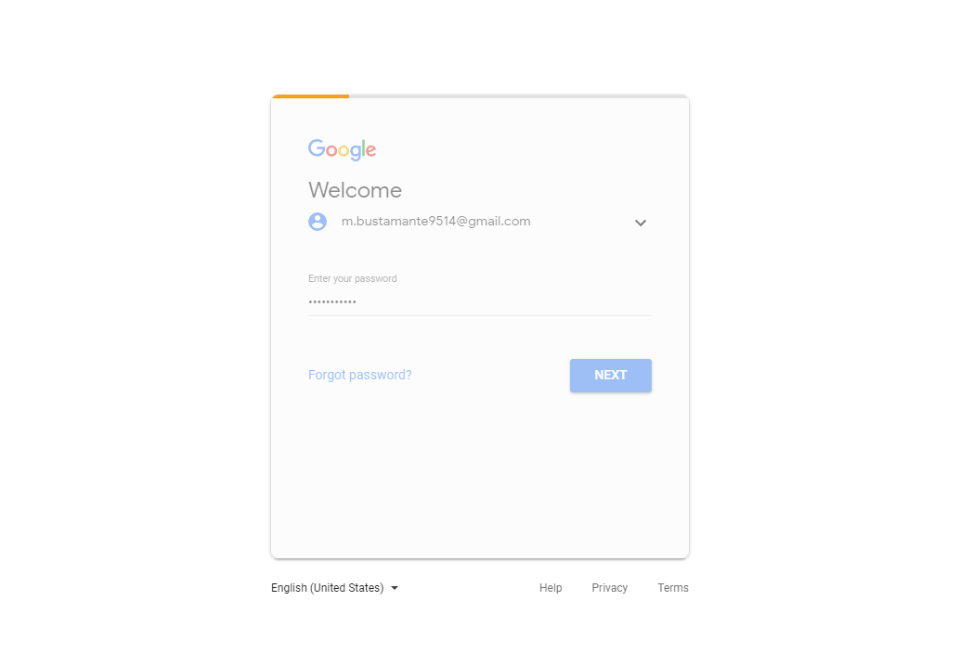 Google
Welcome
m.bustamante9514@gmail.com
Enter your password
•••••••••••
Forgot password? NEXT
English (United States) Help Privacy Terms